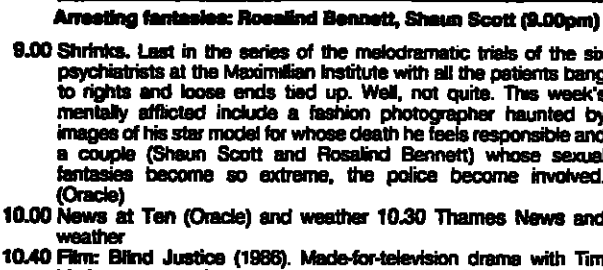 Arresting fantasies: Rosalind Bennett, Shaun Scott (9.00pm)
9.00 Shrinks. Last in the series of the melodramatic trials of the six
psychiatrists at the Maximilian Institute with all the patients bang
to rights and loose ends tied up. Well, not quite. This week's
mentally afflicted include a fashion photographer haunted by
images of his star model for whose death he feels responsible and
a couple (Shaun Scott and Rosalind Bennett) whose sexual
fantasies become so extreme, the police become involved.
(Oracle)
10.00 News at Ten (Oracle) and weather 10.30 Thames News and
weather
10.40 Film: Blind Justice (1986). Made-for-television drama with Tim